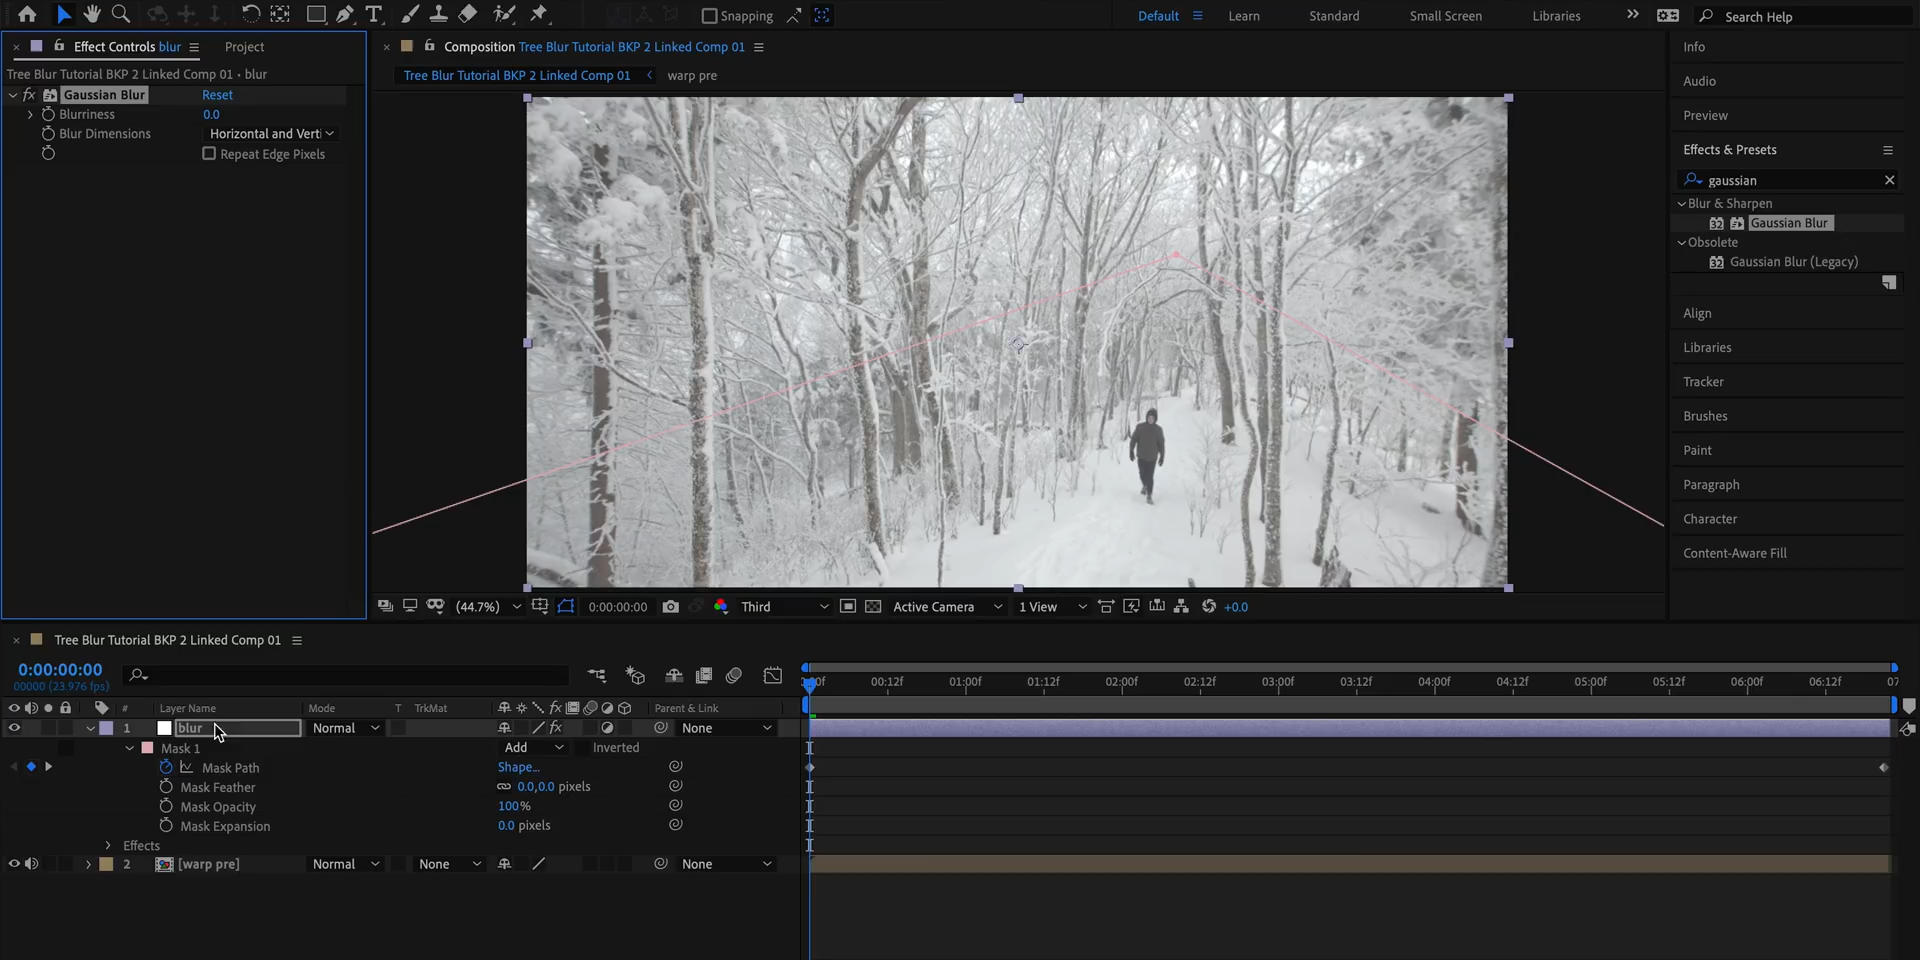 Snapping
Default
Learn
Standard
Small Screen
Libraries
Search Help
Effect Controls blur
Project
Tree Blur Tutorial BKP 2 Linked Comp 01 • blur
fx Gaussian Blur Reset
Blurriness 0.0
Blur Dimensions Horizontal and Verti
Repeat Edge Pixels
Composition Tree Blur Tutorial BKP 2 Linked Comp 01
Tree Blur Tutorial BKP 2 Linked Comp 01 warp pre
(44.7%) 0:00:00:00 Third Active Camera 1 View +0.0
Info
Audio
Preview
Effects & Presets
gaussian
Blur & Sharpen
32 Gaussian Blur
Obsolete
32 Gaussian Blur (Legacy)
Align
Libraries
Tracker
Brushes
Paint
Paragraph
Character
Content-Aware Fill
Tree Blur Tutorial BKP 2 Linked Comp 01
0:00:00:00
00000 (23.976 fps)
00f 00:12f 01:00f 01:12f 02:00f 02:12f 03:00f 03:12f 04:00f 04:12f 05:00f 05:12f 06:00f 06:12f 07
# Layer Name Mode T TrkMat fx Parent & Link
1 blur Normal fx None
Mask 1 Add Inverted
Mask Path Shape...
Mask Feather 0.0,0.0 pixels
Mask Opacity 100%
Mask Expansion 0.0 pixels
Effects
2 [warp pre] Normal None None